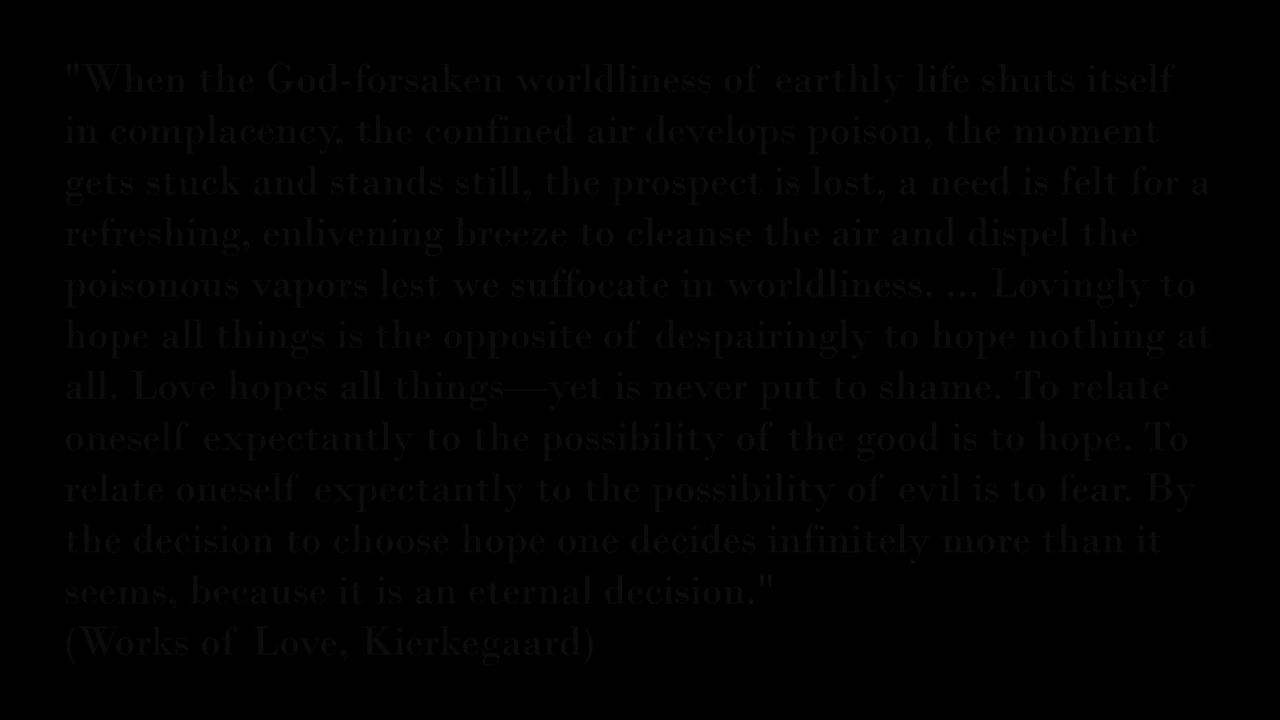 "When the God-forsaken worldliness of earthly life shuts itself
in complacency, the confined air develops poison, the moment
gets stuck and stands still, the prospect is lost, a need is felt for a
refreshing, enlivening breeze to cleanse the air and dispel the
poisonous vapors lest we suffocate in worldliness. ... Lovingly to
hope all things is the opposite of despairingly to hope nothing at
all. Love hopes all things—yet is never put to shame. To relate
oneself expectantly to the possibility of the good is to hope. To
relate oneself expectantly to the possibility of evil is to fear. By
the decision to choose hope one decides infinitely more than it
seems, because it is an eternal decision."
(Works of Love, Kierkegaard)